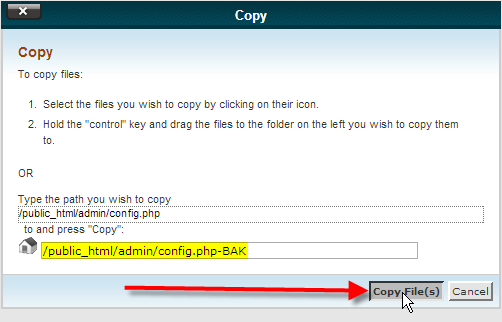 Copy
Copy
To copy files:
1. Select the files you wish to copy by clicking on their icon.
2. Hold the "control" key and drag the files to the folder on the left you wish to copy them
to.
OR
Type the path you wish to copy
/public_html/admin/config.php
to and press "Copy":
/public_html/admin/config.php-BAK
Copy File(s) Cancel